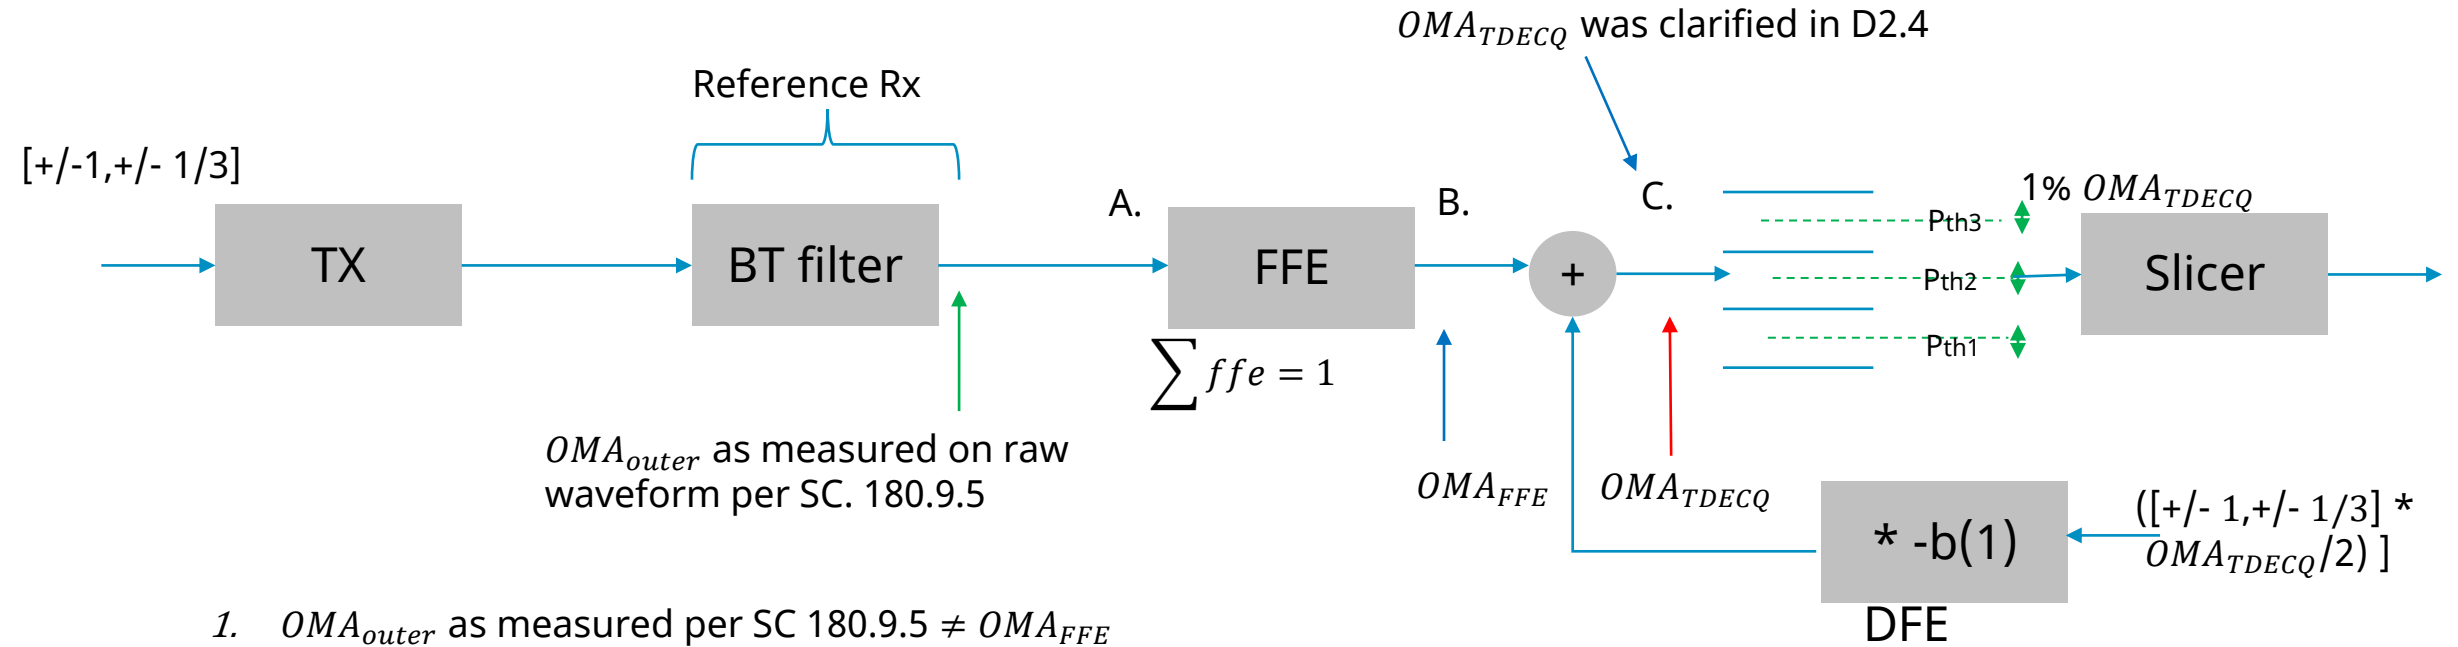 OMA_TDECQ was clarified in D2.4
Reference Rx
[+/-1,+/- 1/3]
A.
B.
C.
1% OMA_TDECQ
Pth3
Pth2
Pth1
TX
BT filter
FFE
+
Slicer
∑ ffe = 1
OMA_outer as measured on raw
waveform per SC. 180.9.5
OMA_FFE
OMA_TDECQ
* -b(1)
([+/- 1,+/- 1/3] *
OMA_TDECQ/2) ]
DFE
1. OMA_outer as measured per SC 180.9.5 ≠ OMA_FFE